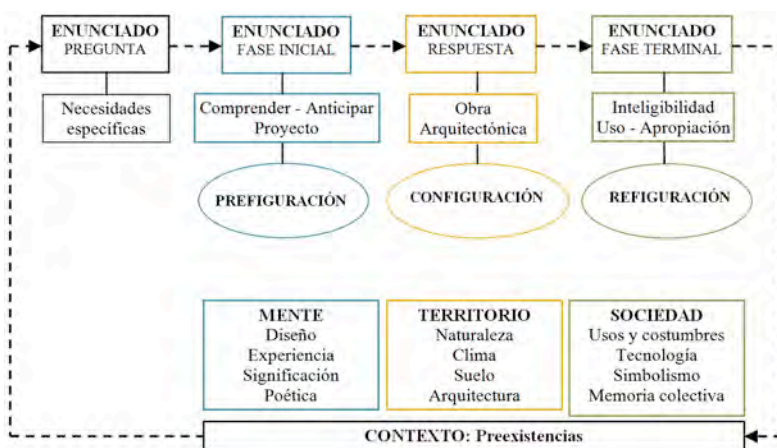 ENUNCIADO
PREGUNTA
ENUNCIADO
FASE INICIAL
ENUNCIADO
RESPUESTA
ENUNCIADO
FASE TERMINAL
Necesidades
específicas
Comprender - Anticipar
Proyecto
Obra
Arquitectónica
Inteligibilidad
Uso - Apropiación
PREFIGURACIÓN
CONFIGURACIÓN
REFIGURACIÓN
MENTE
Diseño
Experiencia
Significación
Poética
TERRITORIO
Naturaleza
Clima
Suelo
Arquitectura
SOCIEDAD
Usos y costumbres
Tecnología
Simbolismo
Memoria colectiva
CONTEXTO: Preexistencias